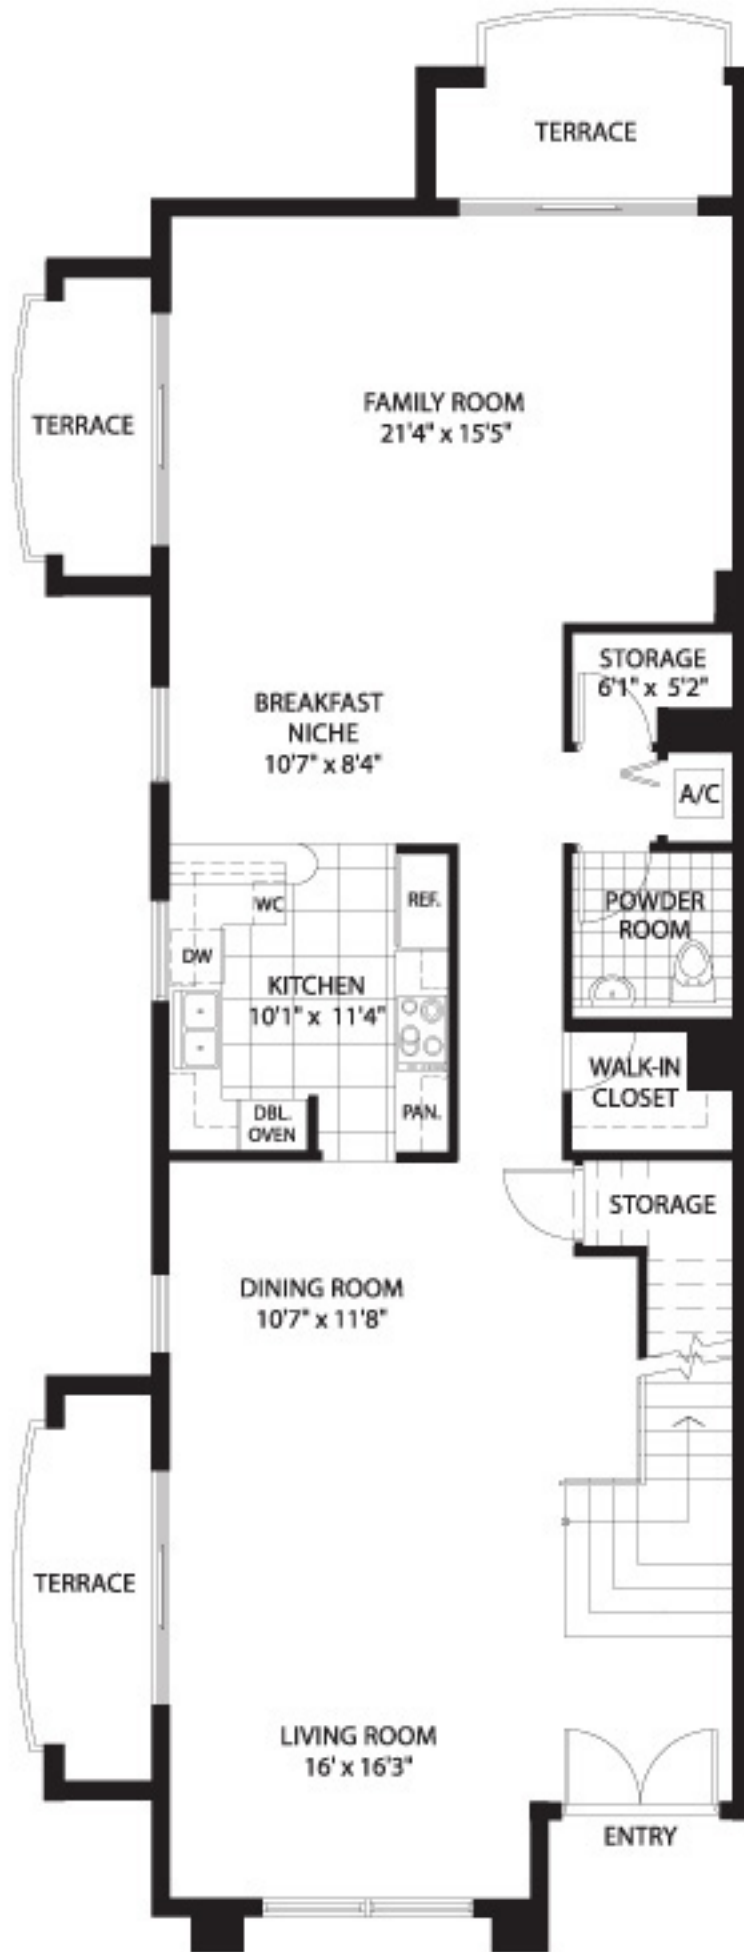 TERRACE
TERRACE
FAMILY ROOM
21'4" x 15'5"
STORAGE
6'1" x 5'2"
BREAKFAST
NICHE
10'7" x 8'4"
A/C
WC
REF.
POWDER
ROOM
DW
KITCHEN
10'1" x 11'4"
WALK-IN
CLOSET
DBL.
OVEN
PAN.
STORAGE
DINING ROOM
10'7" x 11'8"
TERRACE
LIVING ROOM
16' x 16'3"
ENTRY